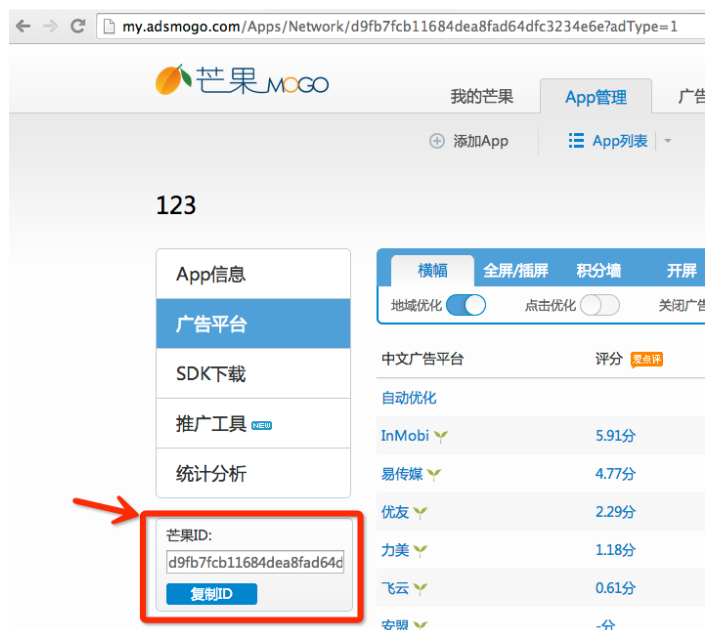 my.adsmogo.com/Apps/Network/d9fb7fcb11684dea8fad64dfc3234e6e?adType=1
芒果 MOGO
我的芒果
App管理
广告
添加App
App列表
123
App信息
广告平台
SDK下载
推广工具 NEW
统计分析
芒果ID:
d9fb7fcb11684dea8fad64d
复制ID
横幅
全屏/插屏
积分墙
开屏
地域优化
点击优化
关闭广告
中文广告平台
评分
要点评
自动优化
InMobi
5.91分
易传媒
4.77分
优友
2.29分
力美
1.18分
飞云
0.61分
安盟
-分